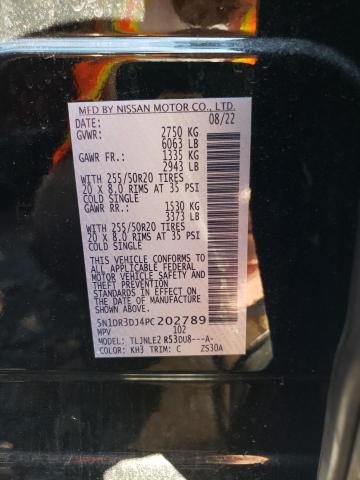 MFD BY NISSAN MOTOR CO., LTD.
DATE: 08/22
GVWR: 2750 KG
6063 LB
GAWR FR: 1335 KG
2943 LB
WITH 255/50R20 TIRES
20 X 8.0 RIMS AT 35 PSI
COLD SINGLE
GAWR RR: 1530 KG
3373 LB
WITH 255/50R20 TIRES
20 X 8.0 RIMS AT 35 PSI
COLD SINGLE
THIS VEHICLE CONFORMS TO ALL
APPLICABLE FEDERAL MOTOR
MOTOR VEHICLE SAFETY AND
THEFT PREVENTION
STANDARDS IN EFFECT ON
THE DATE OF MANUFACTURE
SHOWN ABOVE.
5N1DR3DJ4PC202789
MPV 102
MODEL: TLJNLEZ R53DU8---A-
COLOR: KH3 TRIM: C ZS30A